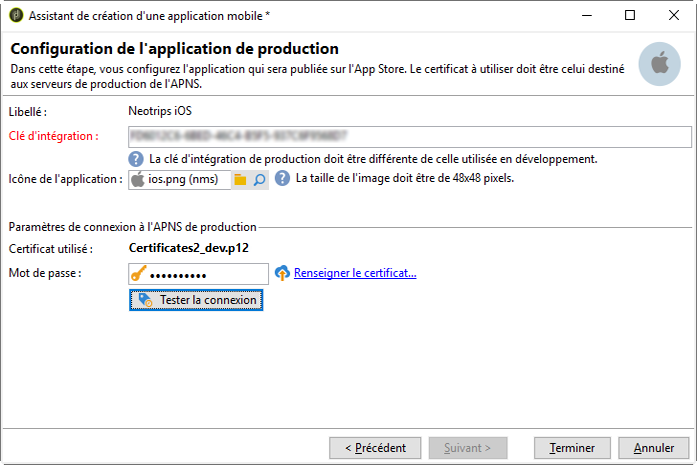 Assistant de création d'une application mobile *
Configuration de l'application de production
Dans cette étape, vous configurez l'application qui sera publiée sur l'App Store. Le certificat à utiliser doit être celui destiné
aux serveurs de production de l'APNS.
Libellé : Neotrips iOS
Clé d'intégration :
La clé d'intégration de production doit être différente de celle utilisée en développement.
Icône de l'application : ios.png (nms) La taille de l'image doit être de 48x48 pixels.
Paramètres de connexion à l'APNS de production
Certificat utilisé : Certificates2_dev.p12
Mot de passe : ●●●●●●●●●● Renseigner le certificat...
Tester la connexion
< Précédent Suivant > Terminer Annuler